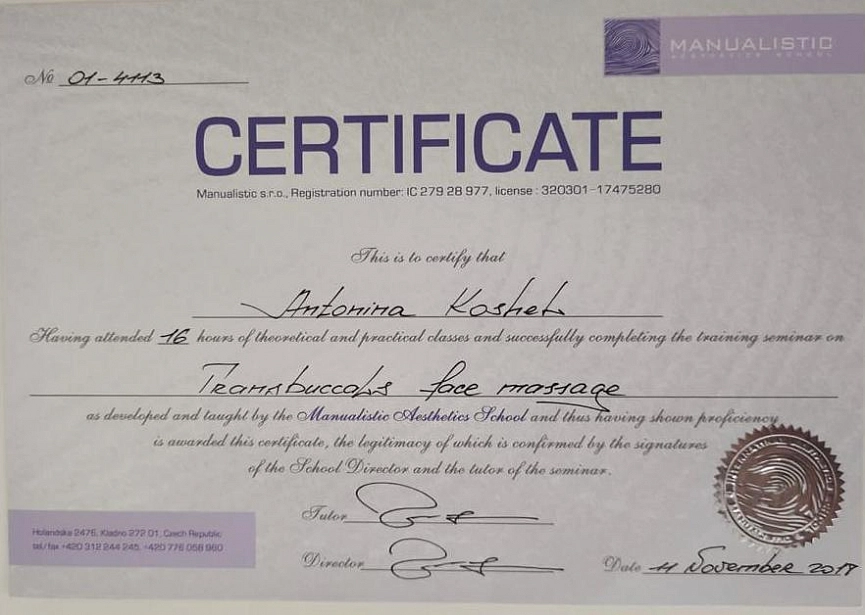 MANUALISTIC
AESTHETICS SCHOOL
№ 01-4113
CERTIFICATE
Manualistic s.r.o., Registration number: IC 279 28 977, license : 320301-17475280
This is to certify that
Antonina Koshel
Having attended 16 hours of theoretical and practical classes and successfully completing the training seminar on
face massage
as developed and taught by the Manualistic Aesthetics School and thus having shown proficiency
is awarded this certificate, the legitimacy of which is confirmed by the signatures
of the School Director and the tutor of the seminar.
Tutor
Holandska 2476, Kladno 272 01, Czech Republic
tel./fax +420 312 244 245, +420 776 058 960
Director
Date 11 November